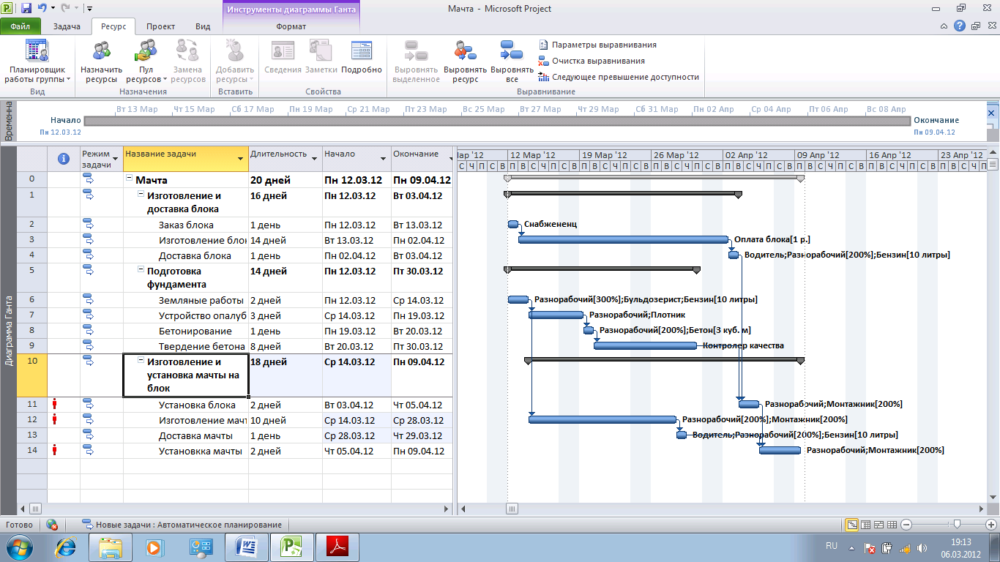 Инструменты диаграммы Ганта
Мачта - Microsoft Project
Файл Задача Ресурс Проект Вид Формат
Планировщик работы группы
Назначить ресурсы
Пул ресурсов
Замена ресурсов
Добавить ресурсы
Сведения Заметки Подробно
Выровнять выделенное
Выровнять ресурс
Выровнять все
Параметры выравнивания
Очистка выравнивания
Следующее превышение доступности
Вид Назначения Вставить Свойства Выравнивание
Временна
Вт 13 Мар Чт 15 Мар Сб 17 Мар Пн 19 Мар Ср 21 Мар Пт 23 Мар Вс 25 Мар Вт 27 Мар Чт 29 Мар Сб 31 Мар Пн 02 Апр Ср 04 Апр Пт 06 Апр Вс 08 Апр
Начало
Пн 12.03.12
Окончание
Пн 09.04.12
Диаграмма Ганта
Режим задачи Название задачи Длительность Начало Окончание
мар '12 12 Мар '12 19 Мар '12 26 Мар '12 02 Апр '12 09 Апр '12 16 Апр '12 23 Апр '12
С Ч П С В П В С Ч П С В П В С Ч П С В П В С Ч П С В П В С Ч П С В П В С Ч П С В П В С Ч П С В П В С Ч П
0 Мачта 20 дней Пн 12.03.12 Пн 09.04.12
1 Изготовление и доставка блока 16 дней Пн 12.03.12 Вт 03.04.12
2 Заказ блока 1 день Пн 12.03.12 Вт 13.03.12 Снабжененц
3 Изготовление бло 14 дней Вт 13.03.12 Пн 02.04.12 Оплата блока[1 р.]
4 Доставка блока 1 день Пн 02.04.12 Вт 03.04.12 Водитель;Разнорабочий[200%];Бензин[10 литры]
5 Подготовка фундамента 14 дней Пн 12.03.12 Пт 30.03.12
6 Земляные работы 2 дней Пн 12.03.12 Ср 14.03.12 Разнорабочий[300%];Бульдозерист;Бензин[10 литры]
7 Устройство опалуб 3 дней Ср 14.03.12 Пн 19.03.12 Разнорабочий;Плотник
8 Бетонирование 1 день Пн 19.03.12 Вт 20.03.12 Разнорабочий[200%];Бетон[3 куб. м]
9 Твердение бетона 8 дней Вт 20.03.12 Пт 30.03.12 Контролер качества
10 Изготовление и установка мачты на блок 18 дней Ср 14.03.12 Пн 09.04.12
11 Установка блока 2 дней Вт 03.04.12 Чт 05.04.12 Разнорабочий;Монтажник[200%]
12 Изготовление мачт 10 дней Ср 14.03.12 Ср 28.03.12 Разнорабочий[200%];Монтажник[200%]
13 Доставка мачты 1 день Ср 28.03.12 Чт 29.03.12 Водитель;Разнорабочий[200%];Бензин[10 литры]
14 Установкка мачты 2 дней Чт 05.04.12 Пн 09.04.12 Разнорабочий;Монтажник[200%]
Готово Новые задачи : Автоматическое планирование
RU 19:13
06.03.2012